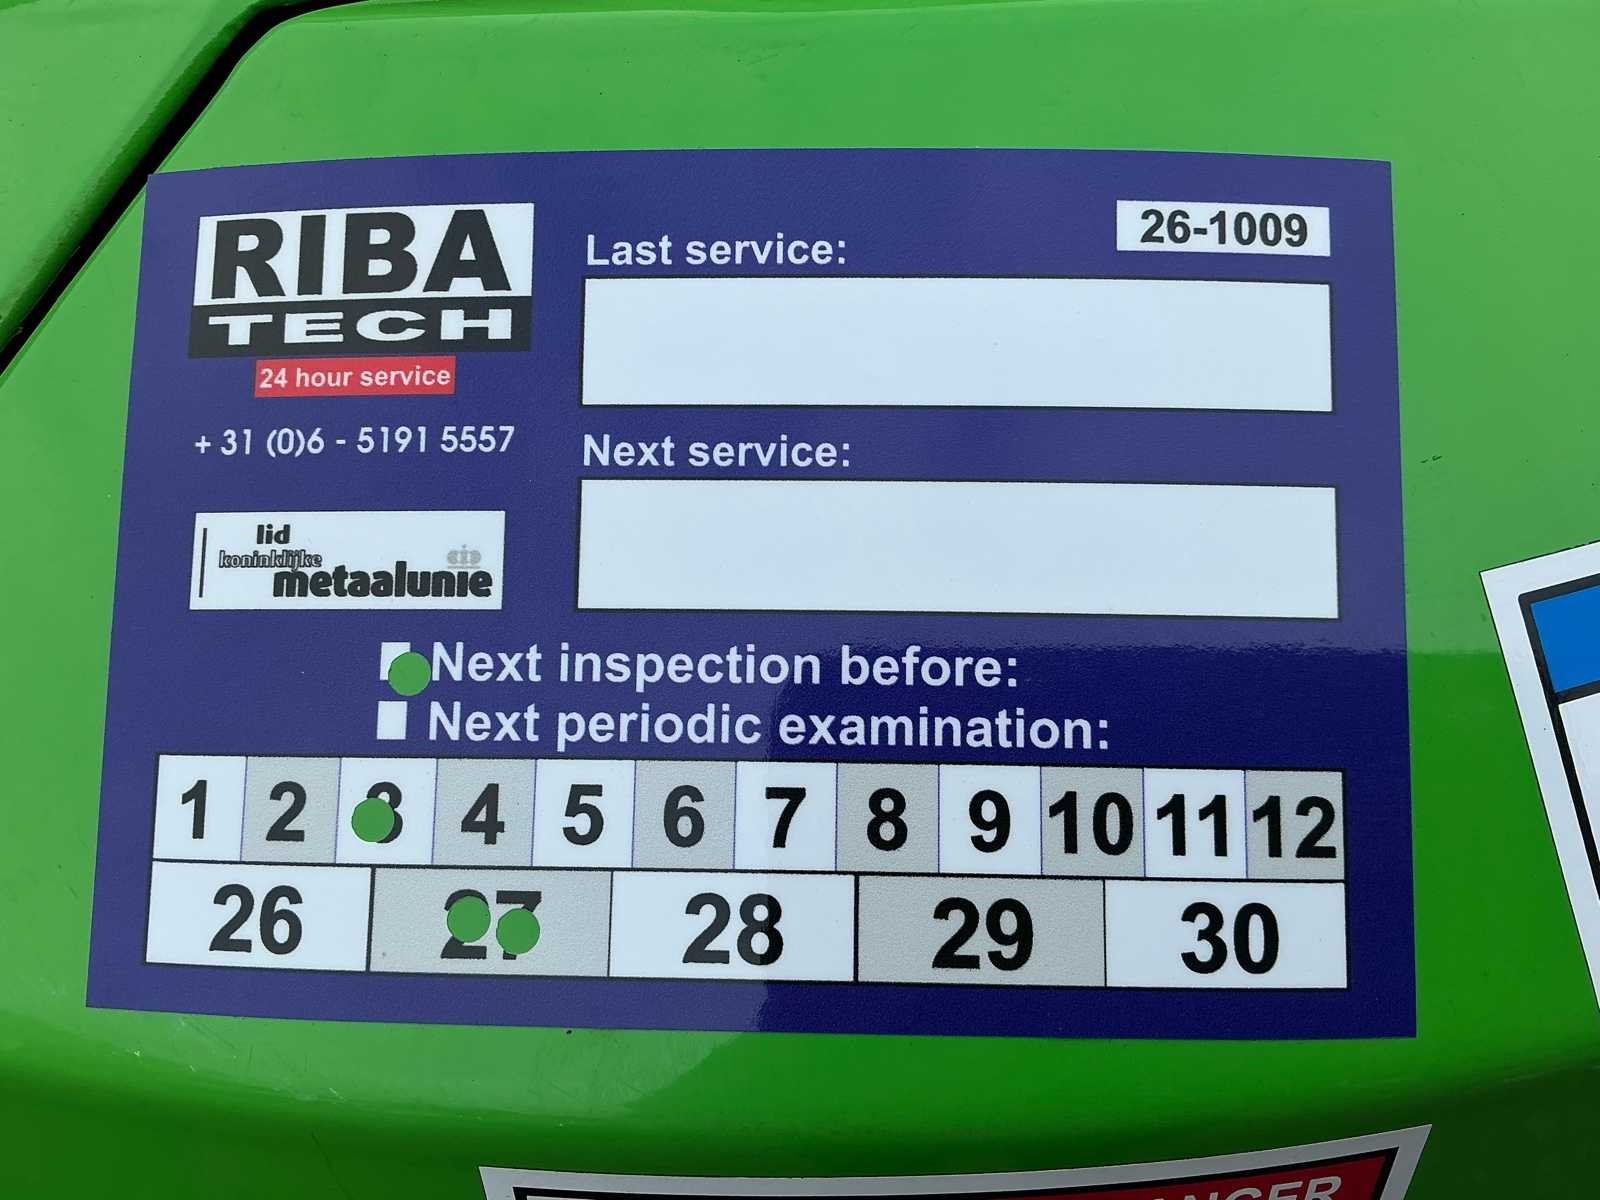 RIBA
TECH
24 hour service
+ 31 (0)6 - 5191 5557
lid
koninklijke
metaalunie
26-1009
Last service:
Next service:
Next inspection before:
Next periodic examination:
1 2 3 4 5 6 7 8 9 10 11 12
26 27 28 29 30